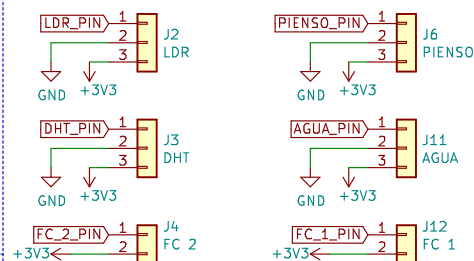 LDR_PIN 1 J2
2 LDR
3
GND +3V3
PIENSO_PIN 1 J6
2 PIENSO
3
GND +3V3
DHT_PIN 1 J3
2 DHT
3
GND +3V3
AGUA_PIN 1 J11
2 AGUA
3
GND +3V3
FC_2_PIN 1 J4
+3V3 2 FC 2
FC_1_PIN 1 J12
+3V3 2 FC 1